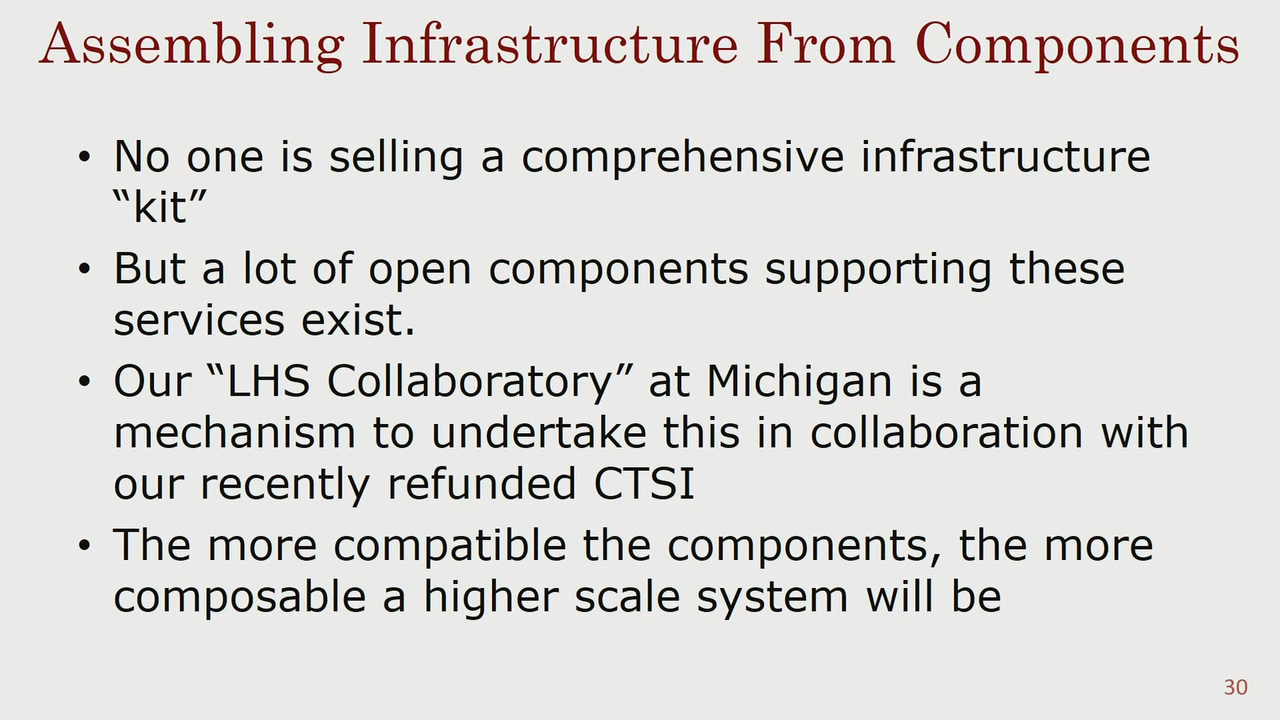 Assembling Infrastructure From Components
• No one is selling a comprehensive infrastructure
“kit”
• But a lot of open components supporting these
services exist.
• Our “LHS Collaboratory” at Michigan is a
mechanism to undertake this in collaboration with
our recently refunded CTSI
• The more compatible the components, the more
composable a higher scale system will be
30